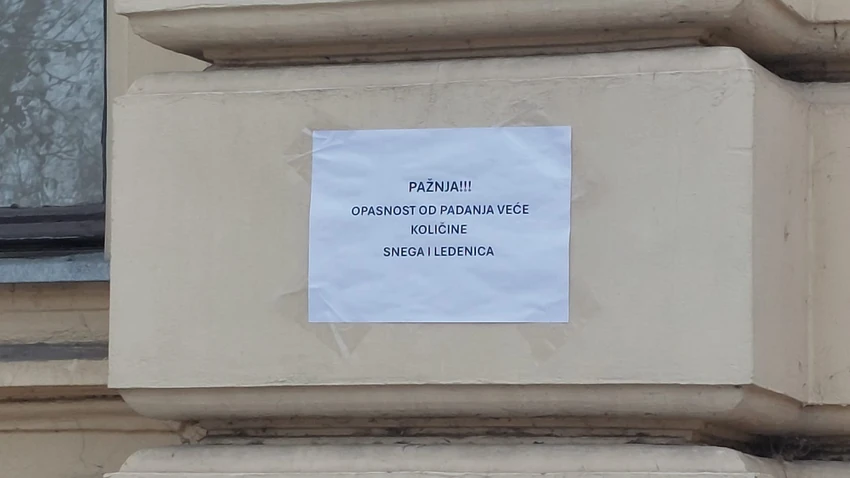 PAŽNJA!!!
OPASNOST OD PADANJA VEĆE
KOLIČINE
SNEGA I LEDENICA